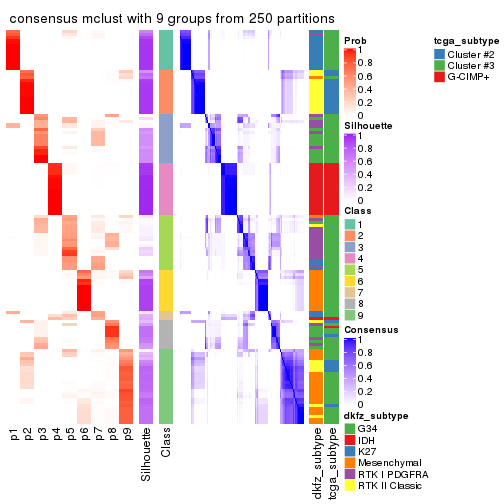 consensus mclust with 9 groups from 250 partitions
tcga_subtype
Cluster #2
Cluster #3
G-CIMP+
Prob
1
0.8
0.6
0.4
0.2
0
Silhouette
1
0.8
0.6
0.4
0.2
0
Class
1
2
3
4
5
6
7
8
9
Consensus
1
0.8
0.6
0.4
0.2
0
dkfz_subtype
G34
IDH
K27
Mesenchymal
RTK I PDGFRA
RTK II Classic
p1
p2
p3
p4
p5
p6
p7
p8
p9
Silhouette
Class
dkfz_subtype
tcga_subtype